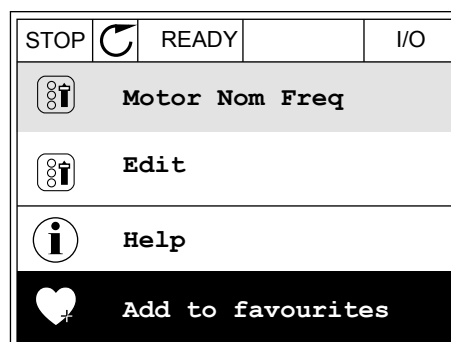 STOP READY I/O
Motor Nom Freq
Edit
Help
Add to favourites